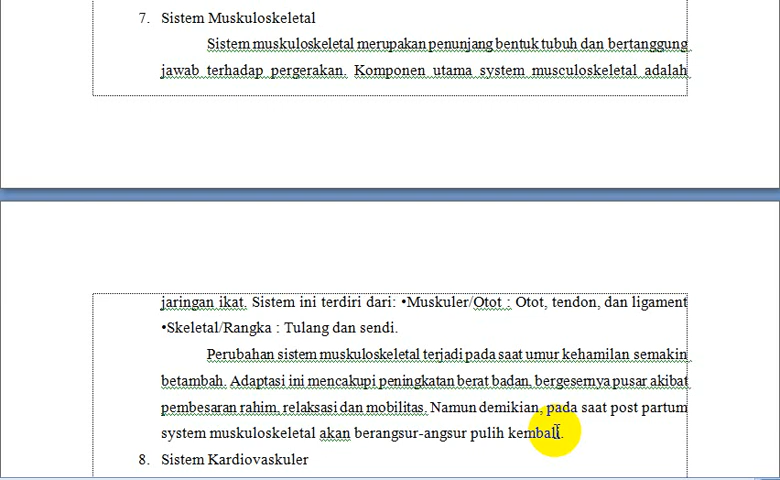 7. Sistem Muskuloskeletal
Sistem muskuloskeletal merupakan penunjang bentuk tubuh dan bertanggung
jawab terhadap pergerakan. Komponen utama system musculoskeletal adalah
jaringan ikat. Sistem ini terdiri dari: •Muskuler/Otot : Otot, tendon, dan ligament
•Skeletal/Rangka : Tulang dan sendi.
Perubahan sistem muskuloskeletal terjadi pada saat umur kehamilan semakin
betambah. Adaptasi ini mencakupi peningkatan berat badan, bergesernya pusar akibat
pembesaran rahim, relaksasi dan mobilitas. Namun demikian, pada saat post partum
system muskuloskeletal akan berangsur-angsur pulih kembali.
8. Sistem Kardiovaskuler